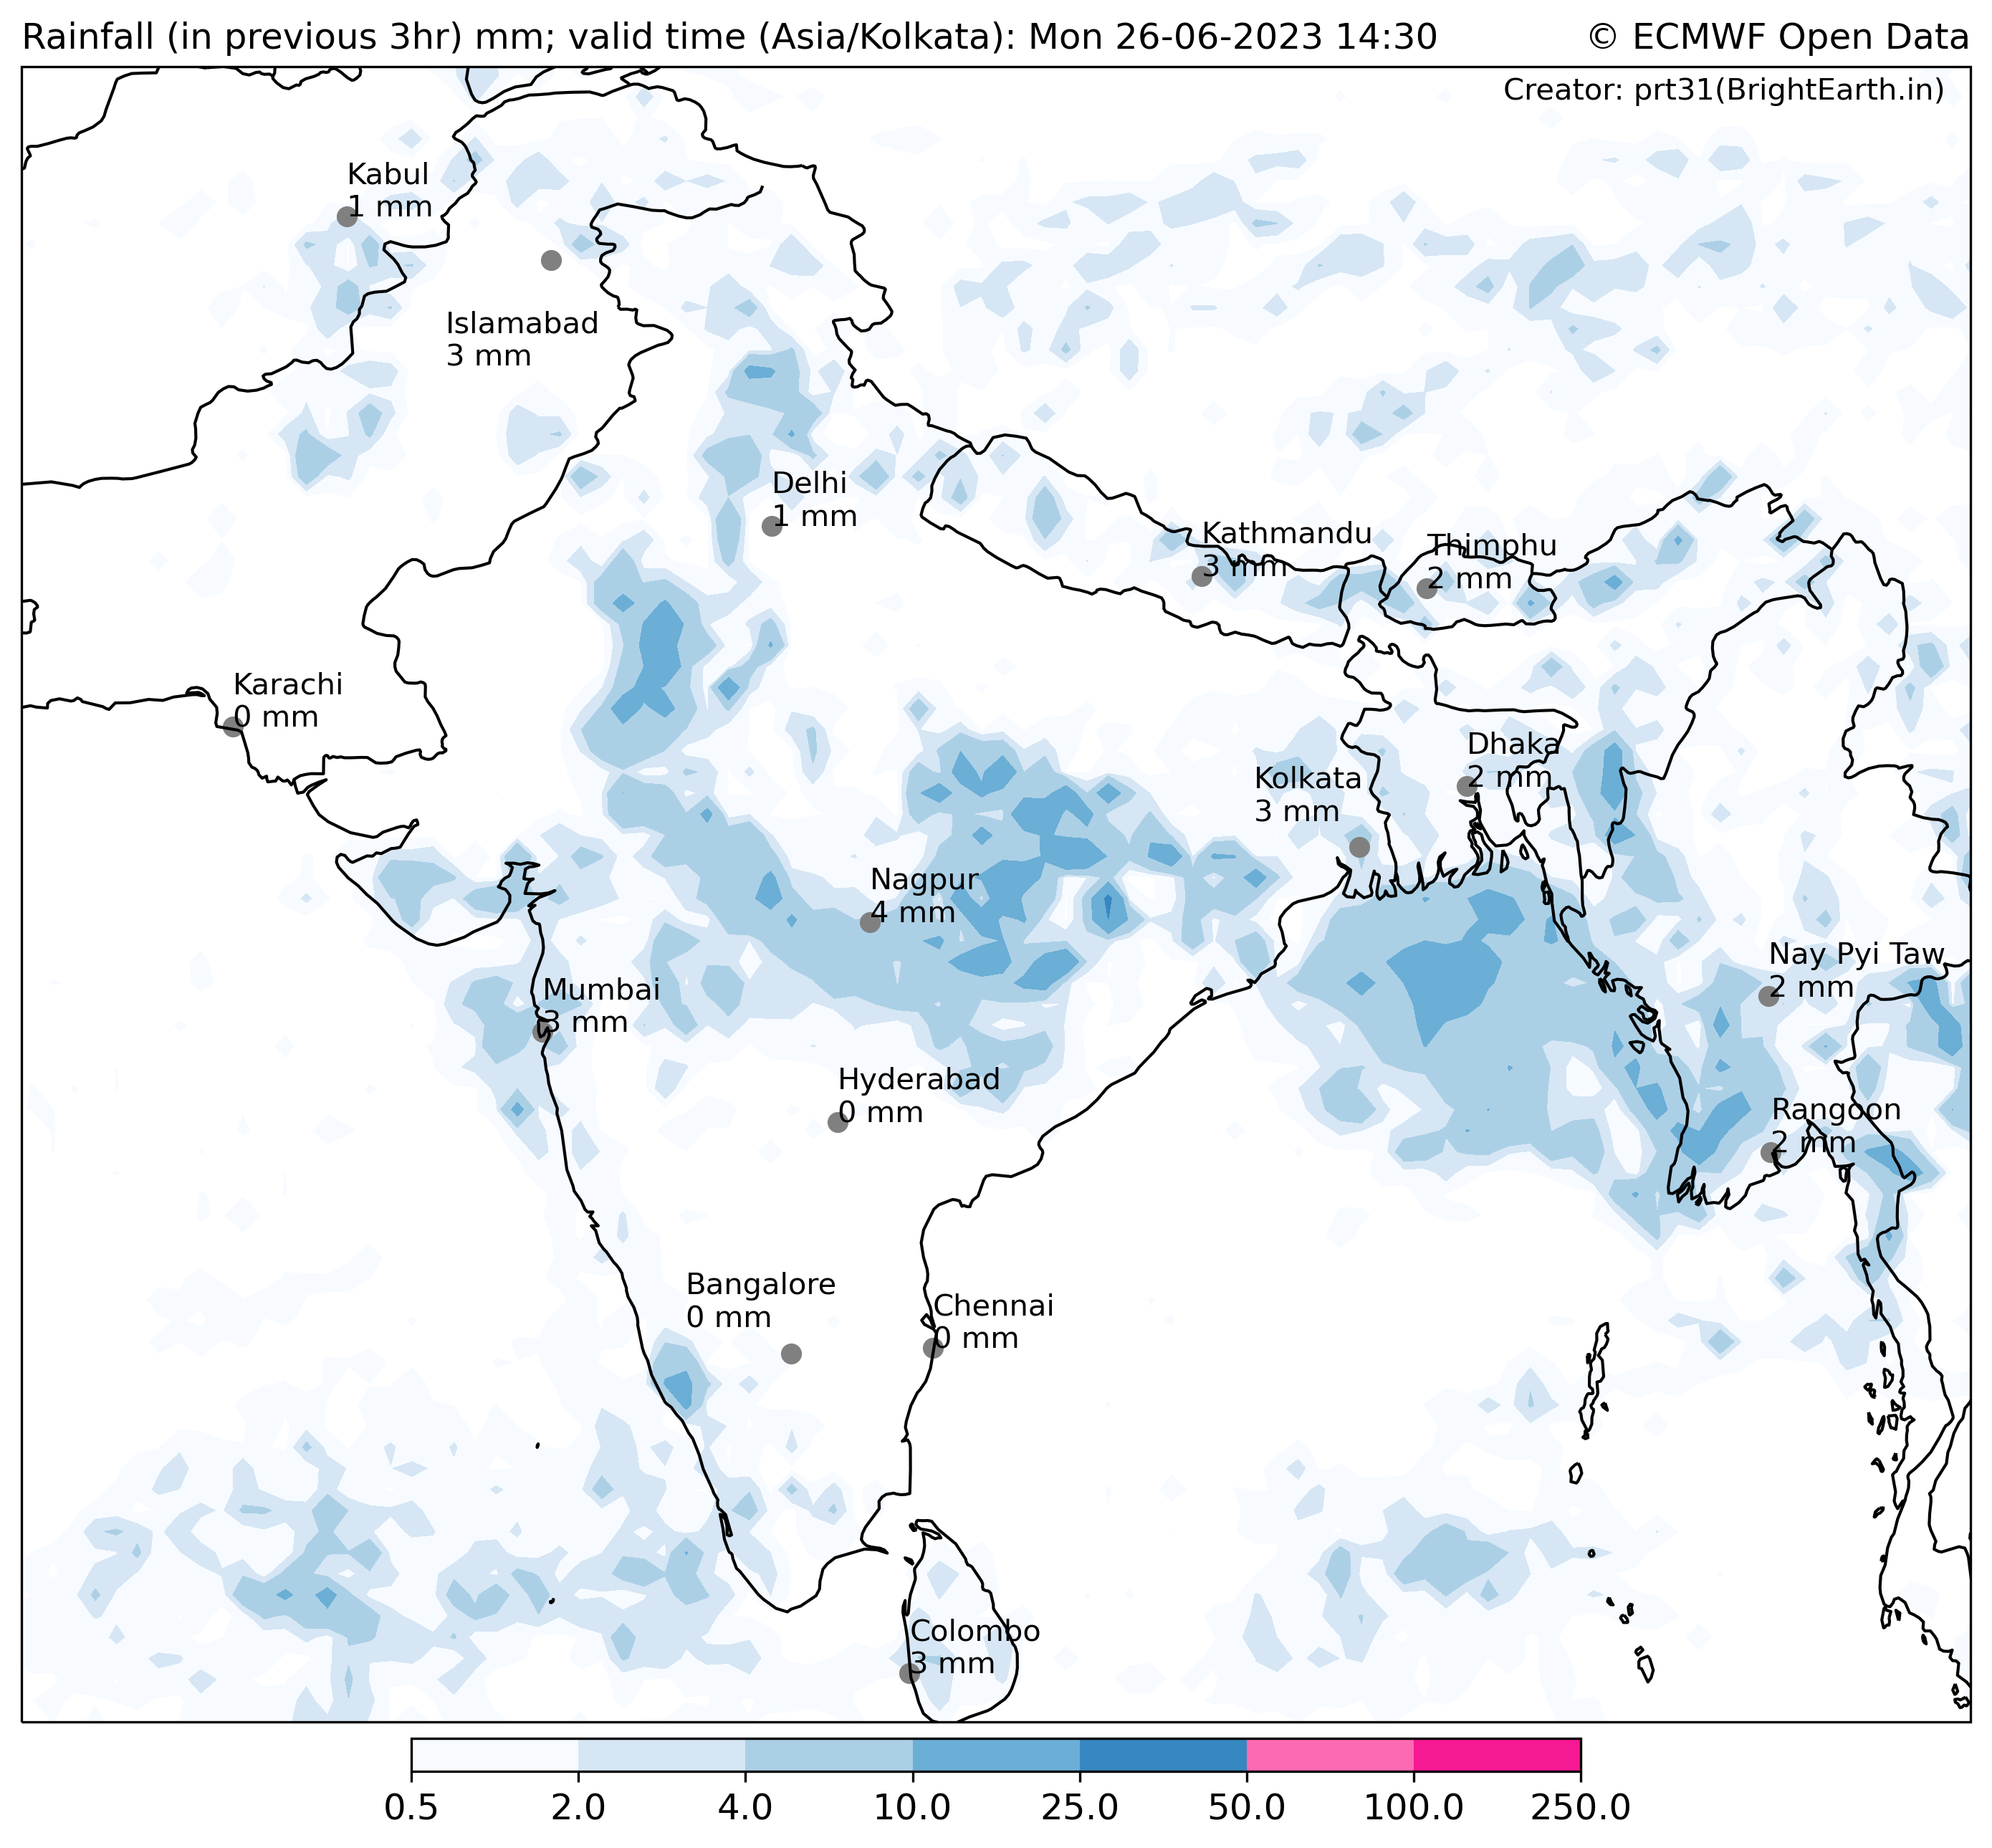 Rainfall (in previous 3hr) mm; valid time (Asia/Kolkata): Mon 26-06-2023 14:30
© ECMWF Open Data
Creator: prt31(BrightEarth.in)
Kabul
1 mm
Islamabad
3 mm
Delhi
1 mm
Kathmandu
3 mm
Thimphu
2 mm
Karachi
0 mm
Dhaka
2 mm
Kolkata
3 mm
Nagpur
4 mm
Nay Pyi Taw
2 mm
Mumbai
3 mm
Hyderabad
0 mm
Rangoon
2 mm
Bangalore
0 mm
Chennai
0 mm
Colombo
3 mm
0.5 2.0 4.0 10.0 25.0 50.0 100.0 250.0